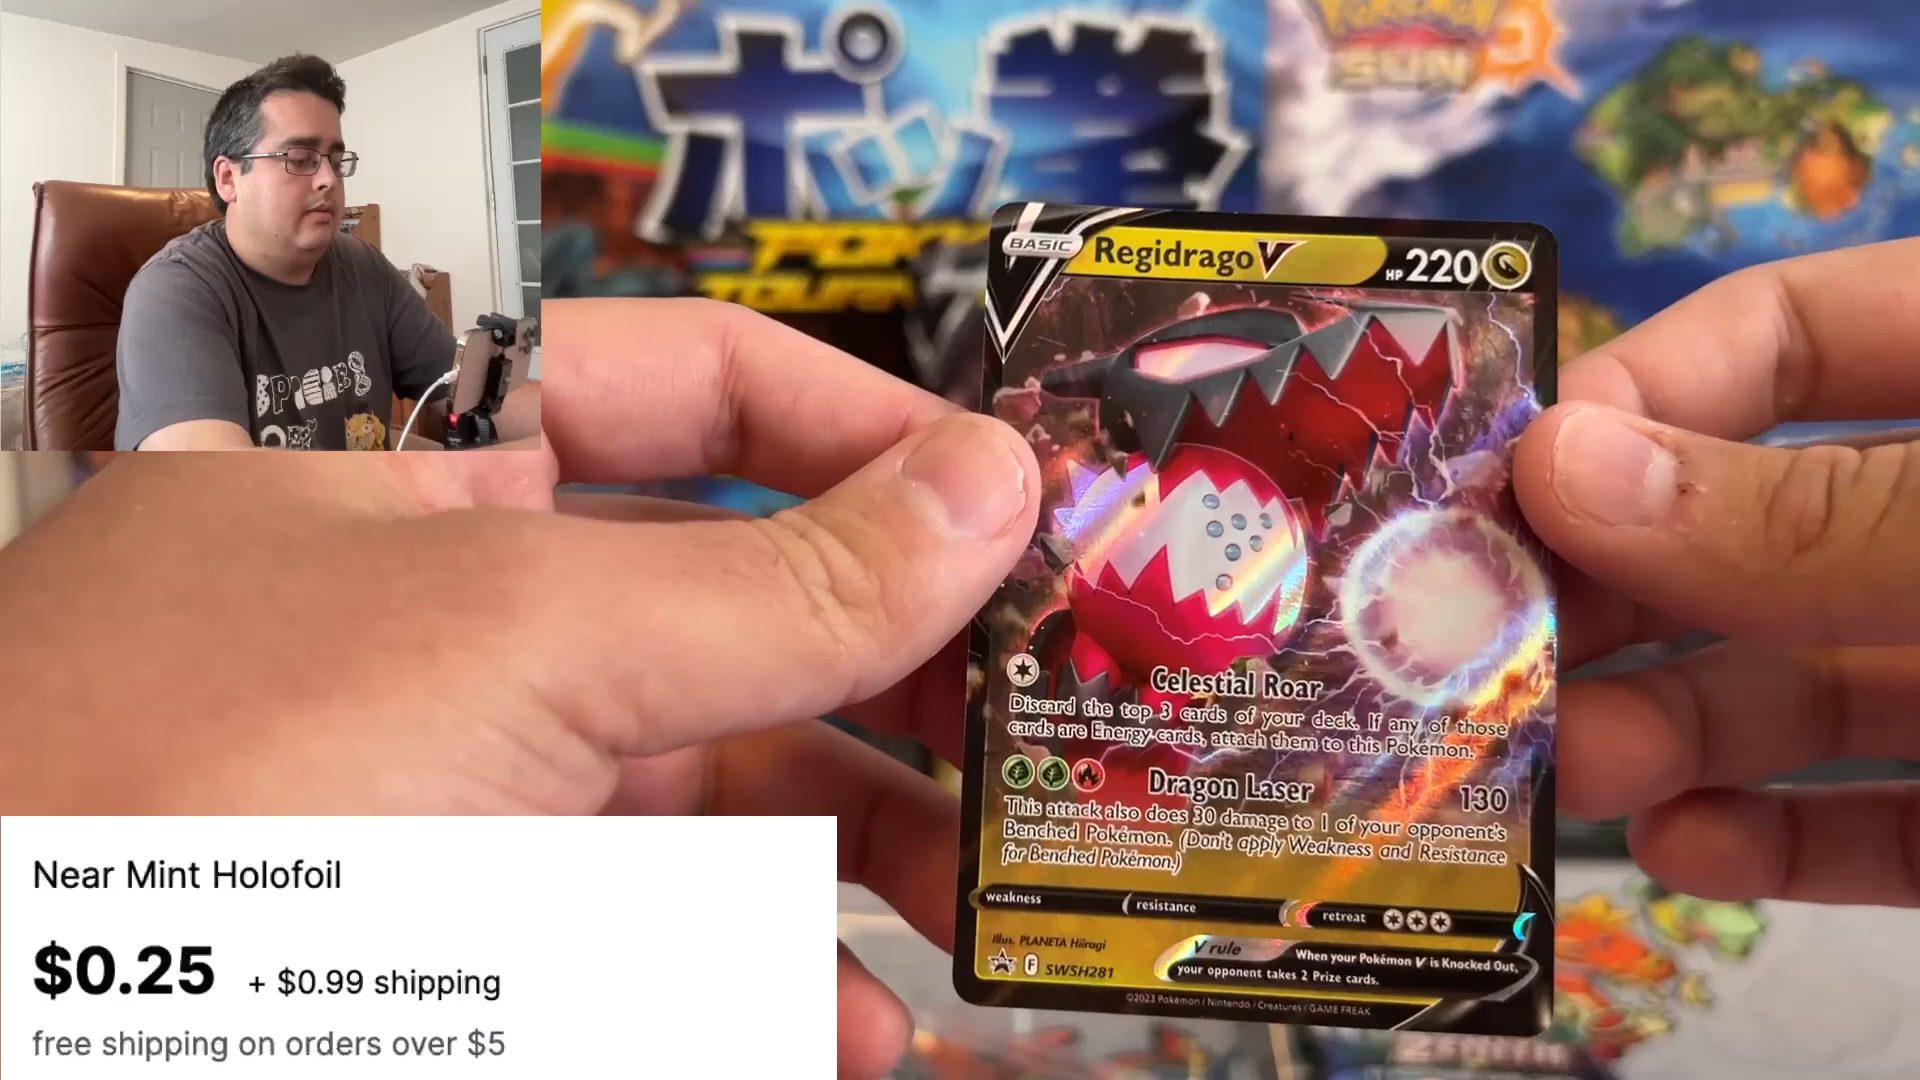 ポ
POKÉMON
SUN
BASIC
Regidrago V
HP 220
Celestial Roar
Discard the top 3 cards of your deck. If any of those
cards are Energy cards, attach them to this Pokémon.
Dragon Laser 130
This attack also does 30 damage to 1 of your opponent's
Benched Pokémon. (Don't apply Weakness and Resistance
for Benched Pokémon.)
weakness resistance retreat
Illus. PLANETA Hiiragi
F SWSH281
V rule When your Pokémon V is Knocked Out,
your opponent takes 2 Prize cards.
©2023 Pokémon / Nintendo / Creatures / GAME FREAK
ZENITH
Near Mint Holofoil
$0.25 + $0.99 shipping
free shipping on orders over $5